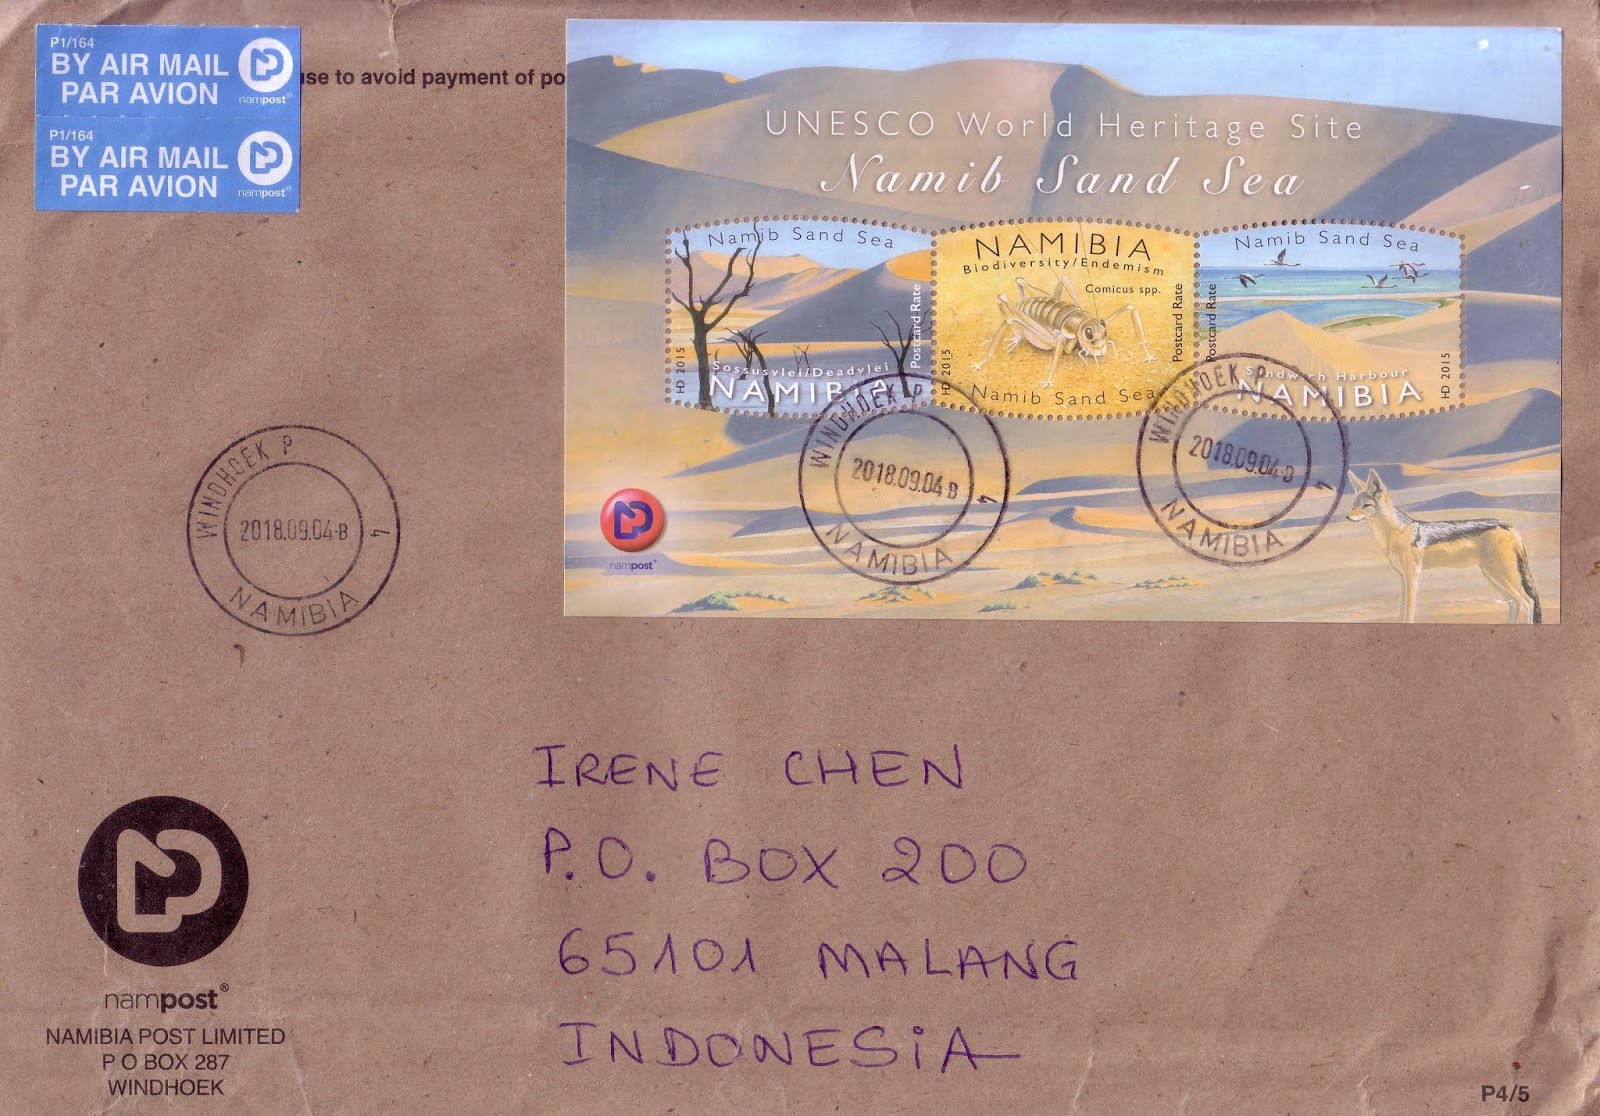 P1/164
BY AIR MAIL
PAR AVION
nampost®
P1/164
BY AIR MAIL
PAR AVION
nampost®
use to avoid payment of po
UNESCO World Heritage Site
Namib Sand Sea
Namib Sand Sea
Postcard Rate
HD 2015
Sossusvlei/Deadvlei
NAMIBIA
NAMIBIA
Biodiversity/Endemism
Comicus spp.
Postcard Rate
HD 2015
Namib Sand Sea
Namib Sand Sea
Postcard Rate
Sandwich Harbour
NAMIBIA
HD 2015
nampost®
WINDHOEK P
2018.09.04-B
4
NAMIBIA
WINDHOEK P
2018.09.04-B
4
NAMIBIA
WINDHOEK P
2018.09.04-B
4
NAMIBIA
IRENE CHEN
P.O. BOX 200
65101 MALANG
INDONESiA
nampost®
NAMIBIA POST LIMITED
P O BOX 287
WINDHOEK
P4/5